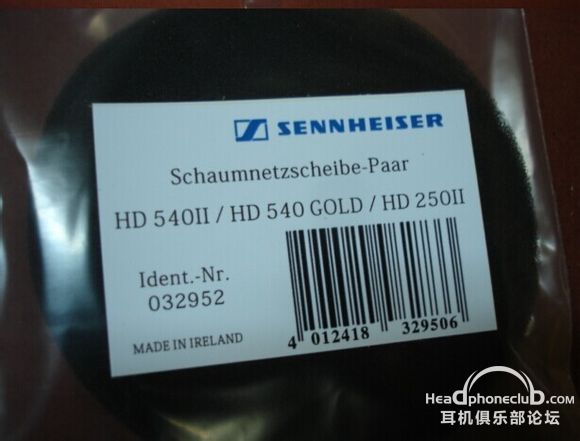 SENNHEISER
Schaumnetzscheibe-Paar
HD 540II / HD 540 GOLD / HD 250II
Ident.-Nr.
032952
4 012418 329506
MADE IN IRELAND
Headphoneclub.com
耳机俱乐部论坛